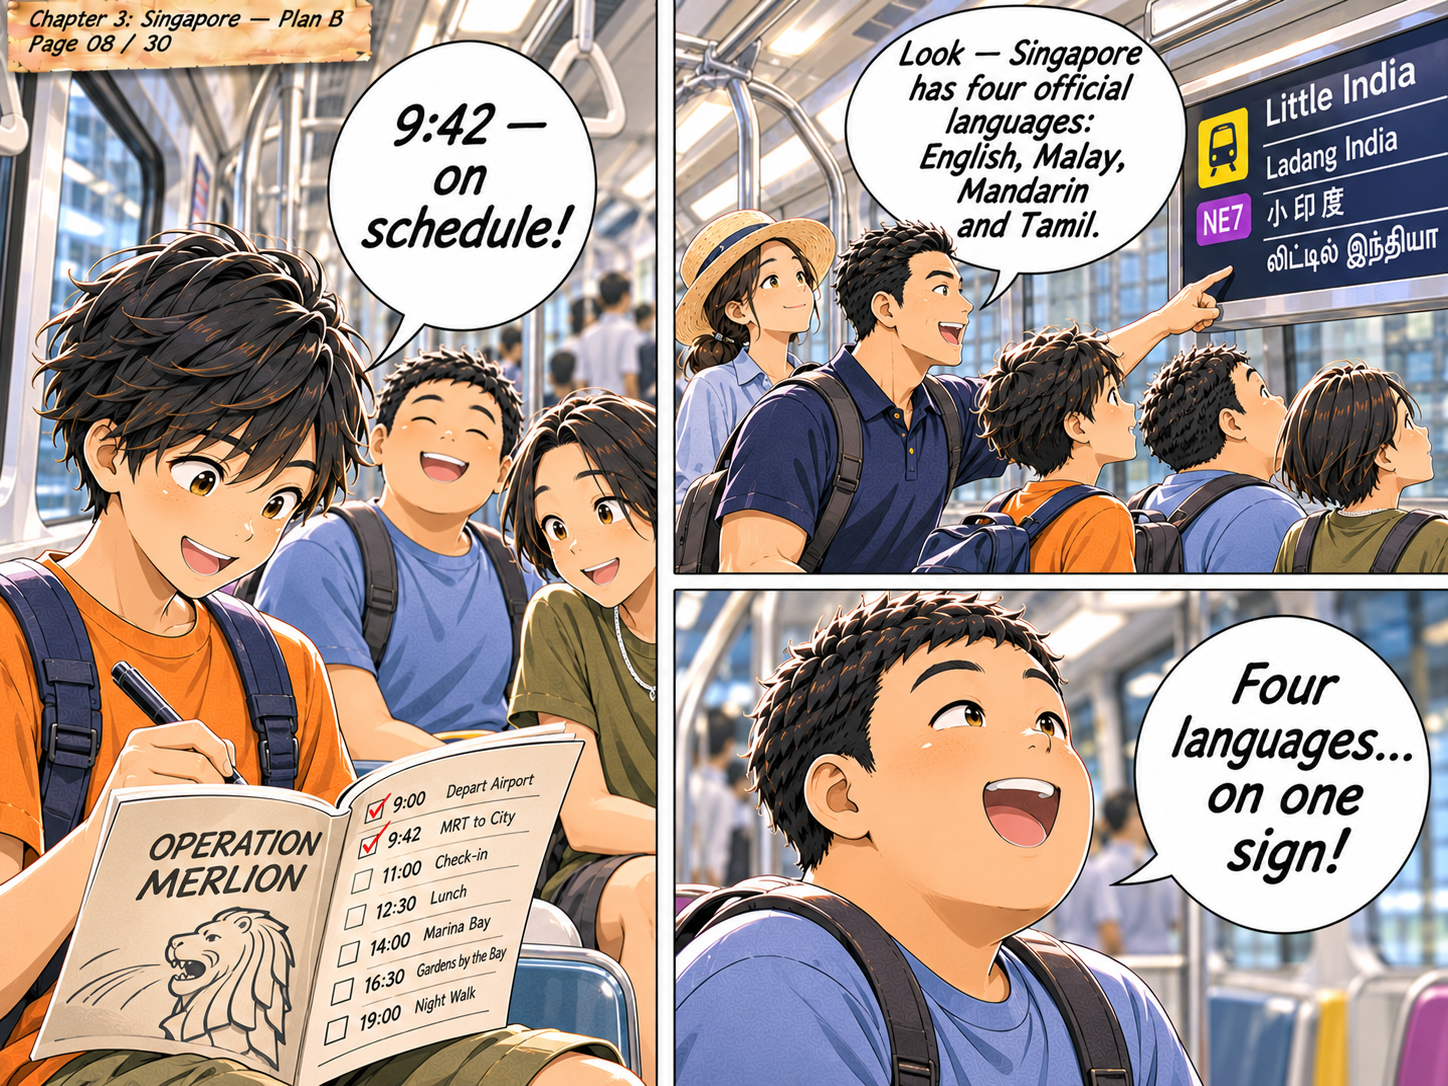 Chapter 3: Singapore — Plan B
Page 08 / 30
9:42 —
on
schedule!
OPERATION
MERLION
9:00 Depart Airport
9:42 MRT to City
11:00 Check-in
12:30 Lunch
14:00 Marina Bay
16:30 Gardens by the Bay
19:00 Night Walk
Look — Singapore
has four official
languages:
English, Malay,
Mandarin
and Tamil.
Little India
Ladang India
NE7 小印度
லிட்டில் இந்தியா
Four
languages...
on one
sign!